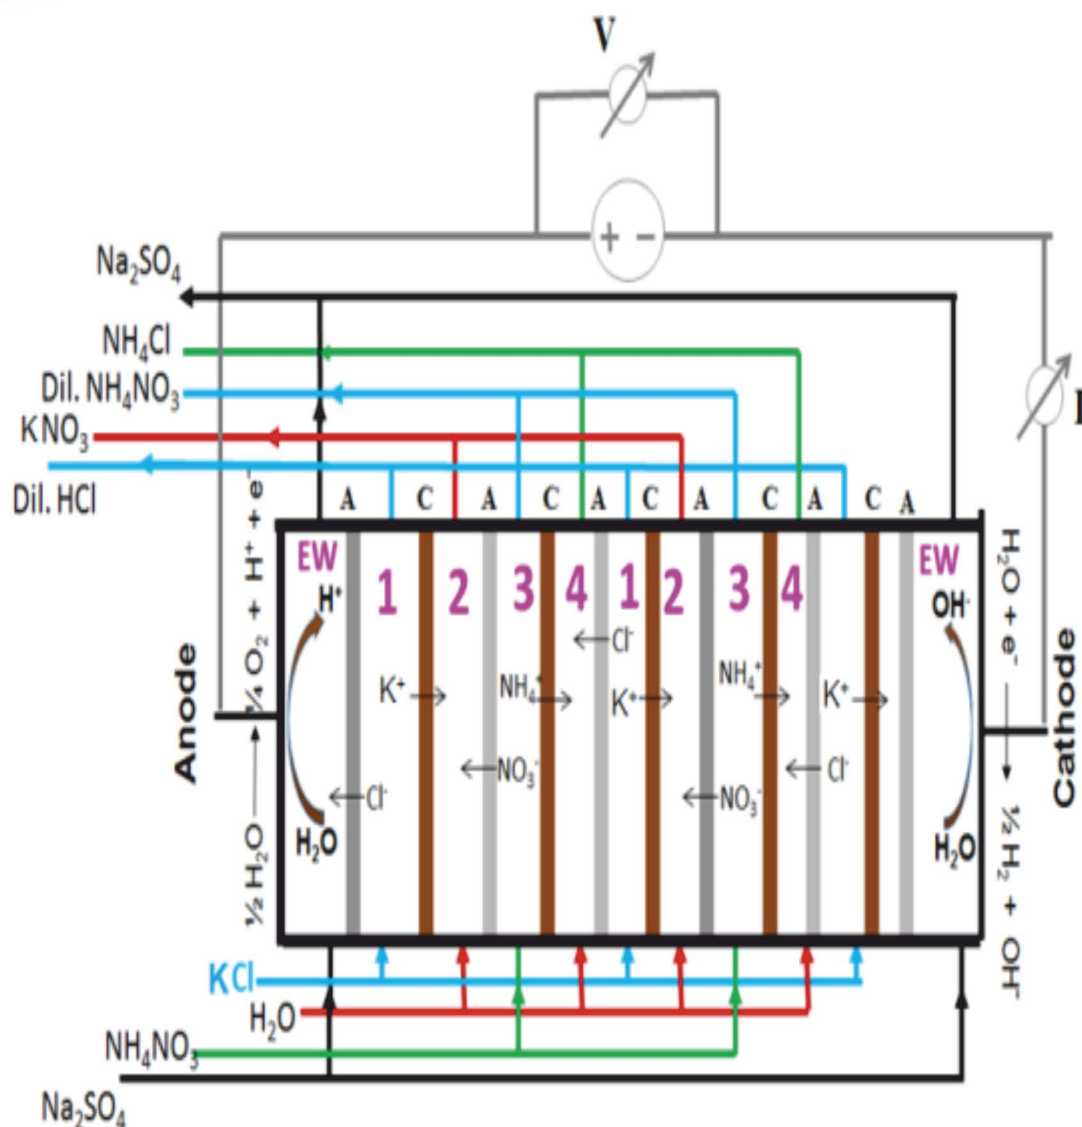 V
+ −
Na₂SO₄
NH₄Cl
Dil. NH₄NO₃
KNO₃
Dil. HCl
I
A C A C A C A C A C A
EW 1 2 3 4 1 2 3 4 EW
H⁺
OH⁻
Cl⁻
K⁺
NH₄⁺
K⁺
NH₄⁺
K⁺
NO₃⁻
Cl⁻
Cl⁻
NO₃⁻
H₂O
H₂O
Anode
½ H₂O ⟶ ¼ O₂ + H⁺ + e⁻
Cathode
H₂O + e⁻ ⟶ ½ H₂ + OH⁻
KCl
H₂O
NH₄NO₃
Na₂SO₄